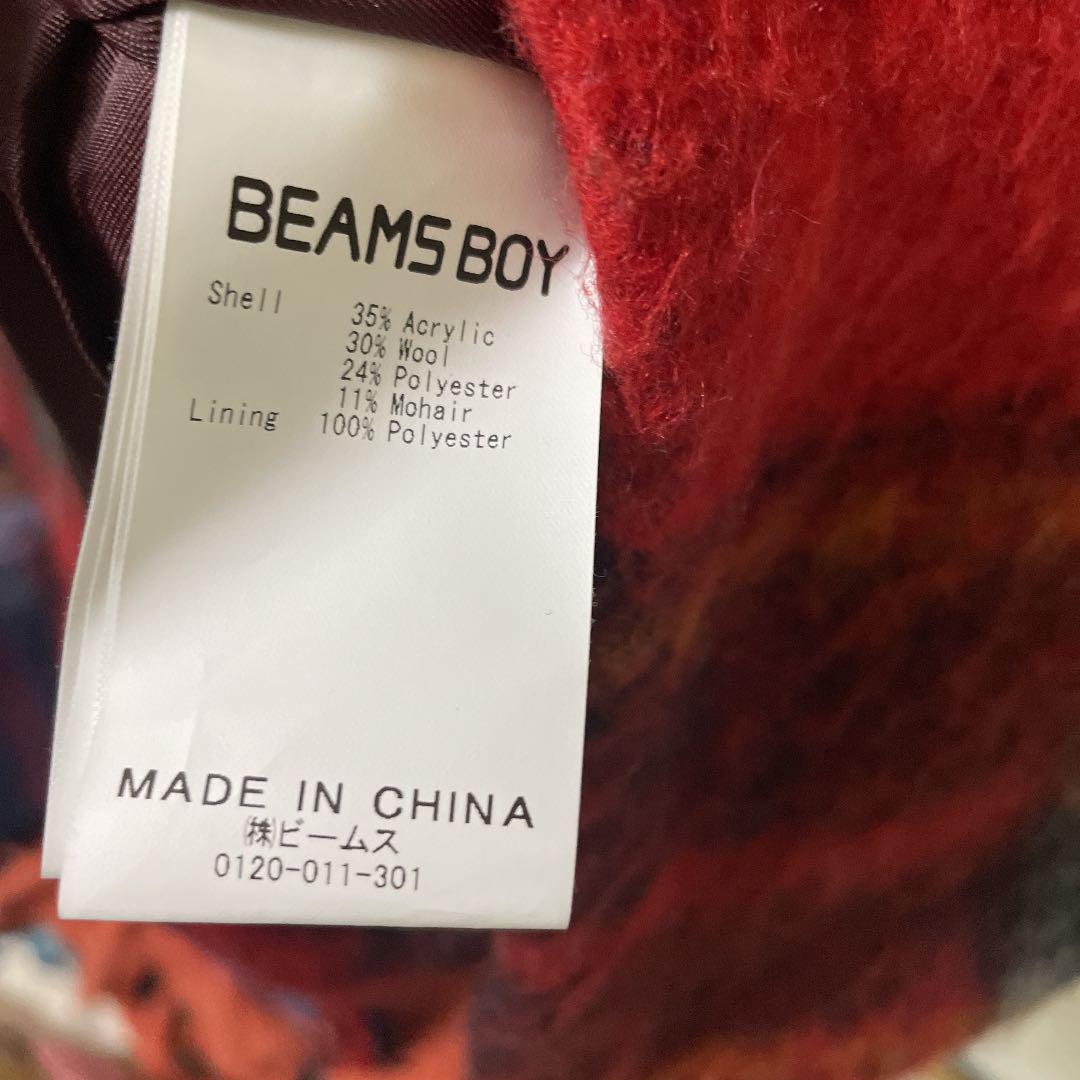 BEAMS BOY
Shell 35% Acrylic
30% Wool
24% Polyester
11% Mohair
Lining 100% Polyester
MADE IN CHINA
㈱ビームス
0120-011-301